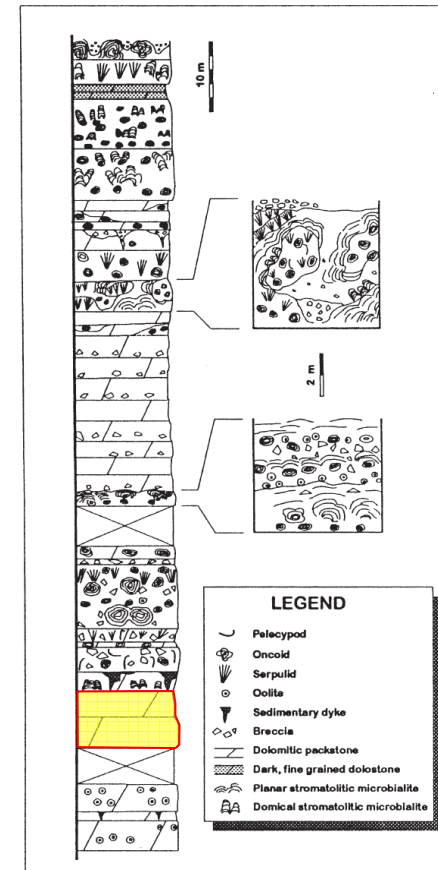 10 m
2 m
LEGEND
Pelecypod
Oncoid
Serpulid
Oolite
Sedimentary dyke
Breccia
Dolomitic packstone
Dark, fine grained dolostone
Planar stromatolitic microbialite
Domical stromatolitic microbialite